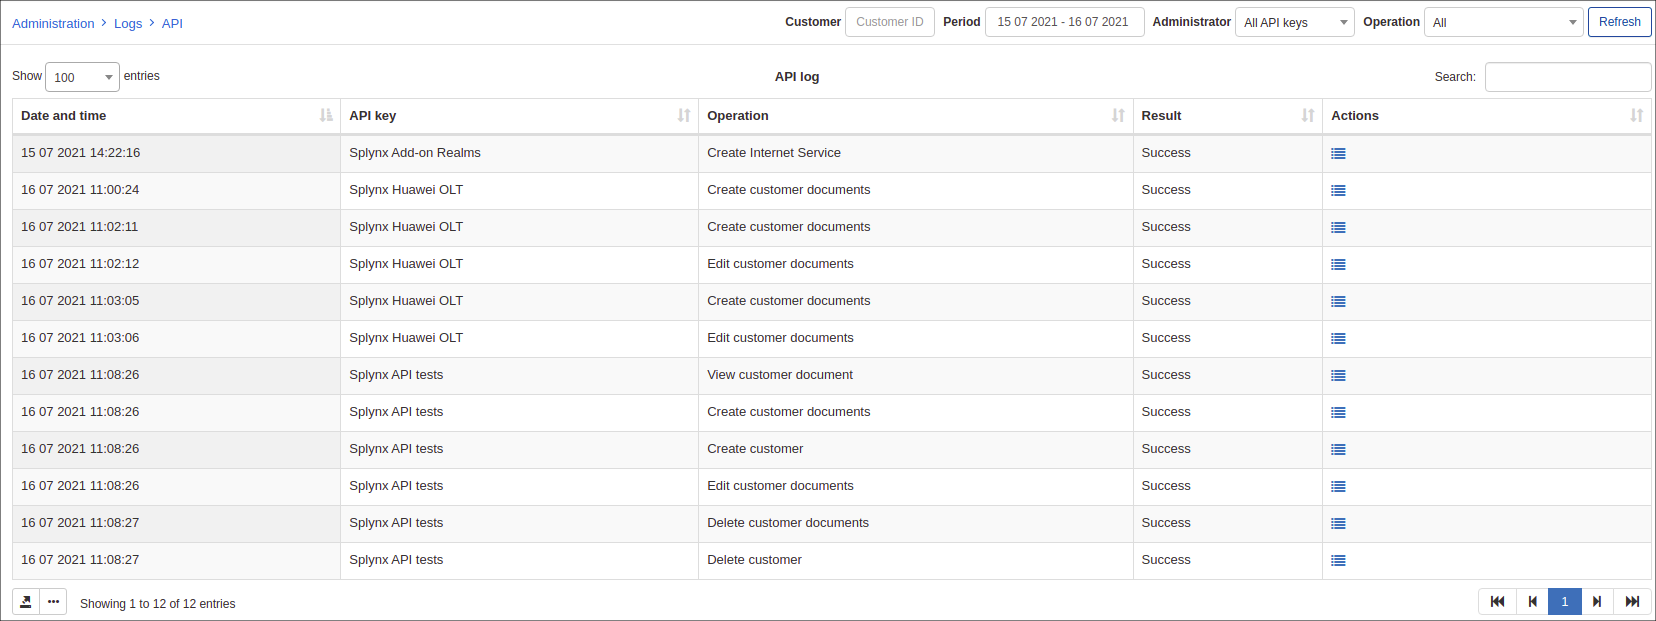 Administration > Logs > API Customer Customer ID Period 15 07 2021 - 16 07 2021 Administrator All API keys Operation All Refresh
Show 100 entries API log Search:
Date and time API key Operation Result Actions
15 07 2021 14:22:16 Splynx Add-on Realms Create Internet Service Success
16 07 2021 11:00:24 Splynx Huawei OLT Create customer documents Success
16 07 2021 11:02:11 Splynx Huawei OLT Create customer documents Success
16 07 2021 11:02:12 Splynx Huawei OLT Edit customer documents Success
16 07 2021 11:03:05 Splynx Huawei OLT Create customer documents Success
16 07 2021 11:03:06 Splynx Huawei OLT Edit customer documents Success
16 07 2021 11:08:26 Splynx API tests View customer document Success
16 07 2021 11:08:26 Splynx API tests Create customer documents Success
16 07 2021 11:08:26 Splynx API tests Create customer Success
16 07 2021 11:08:26 Splynx API tests Edit customer documents Success
16 07 2021 11:08:27 Splynx API tests Delete customer documents Success
16 07 2021 11:08:27 Splynx API tests Delete customer Success
Showing 1 to 12 of 12 entries 1